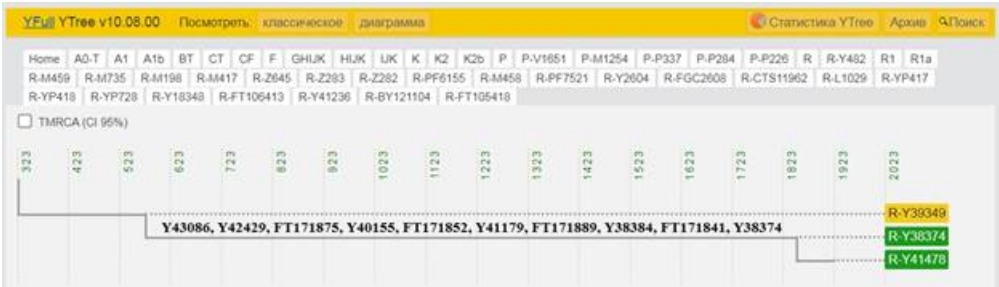 YFull YTree v10.08.00 Посмотреть: классическое диаграмма Статистика YTree Архив Поиск
Home A0-T A1 A1b BT CT CF F GHIJK HIJK IJK K K2 K2b P P-V1651 P-M1254 P-P337 P-P284 P-P226 R R-Y482 R1 R1a
R-M459 R-M735 R-M198 R-M417 R-Z645 R-Z283 R-Z282 R-PF6155 R-M458 R-PF7521 R-Y2604 R-FGC2608 R-CTS11962 R-L1029 R-YP417
R-YP418 R-YP728 R-Y18348 R-FT106413 R-Y41236 R-BY121104 R-FT105418
TMRCA (CI 95%)
323 423 523 623 723 823 923 1023 1123 1223 1323 1423 1523 1623 1723 1823 1923 2023
R-Y39349
Y43086, Y42429, FT171875, Y40155, FT171852, Y41179, FT171889, Y38384, FT171841, Y38374
R-Y38374
R-Y41478